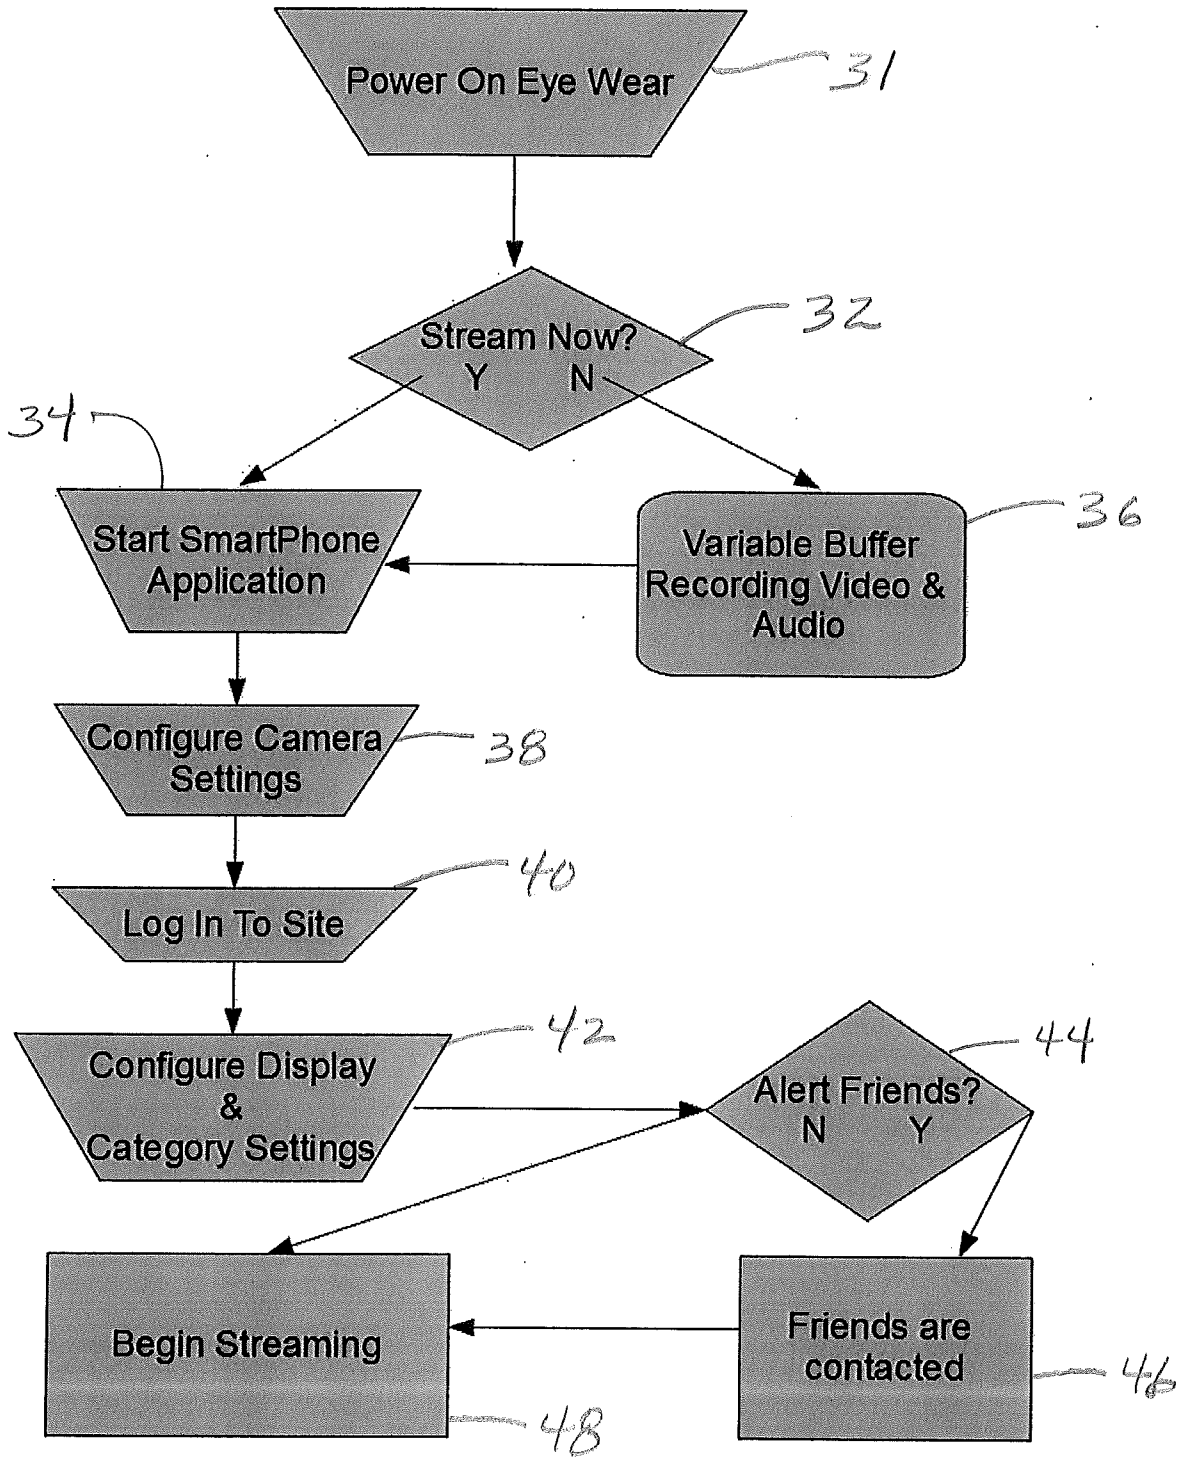 Power On Eye Wear
31
Stream Now?
Y N
32
34
Start SmartPhone
Application
Variable Buffer
Recording Video &
Audio
36
Configure Camera
Settings
38
Log In To Site
40
Configure Display
&
Category Settings
42
Alert Friends?
N Y
44
Begin Streaming
48
Friends are
contacted
46